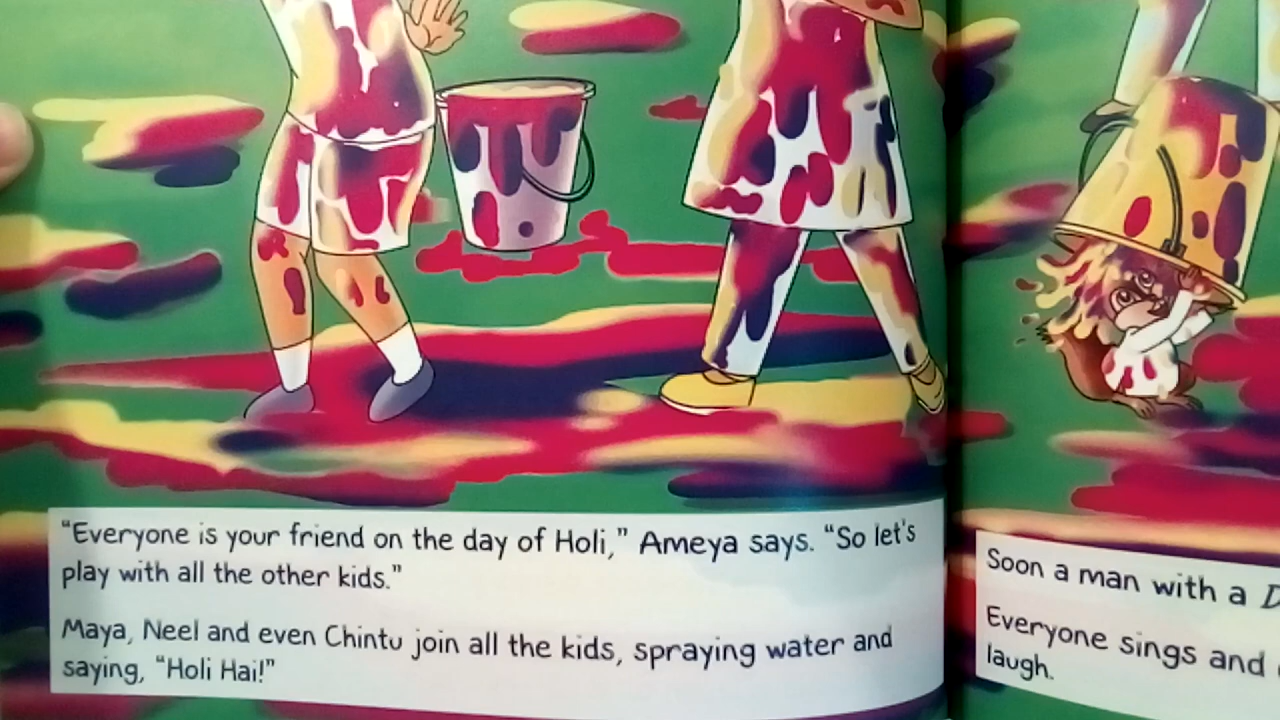 “Everyone is your friend on the day of Holi,” Ameya says. “So let's
play with all the other kids.”
Maya, Neel and even Chintu join all the kids, spraying water and
saying, “Holi Hai!”
Soon a man with a
Everyone sings and
laugh.